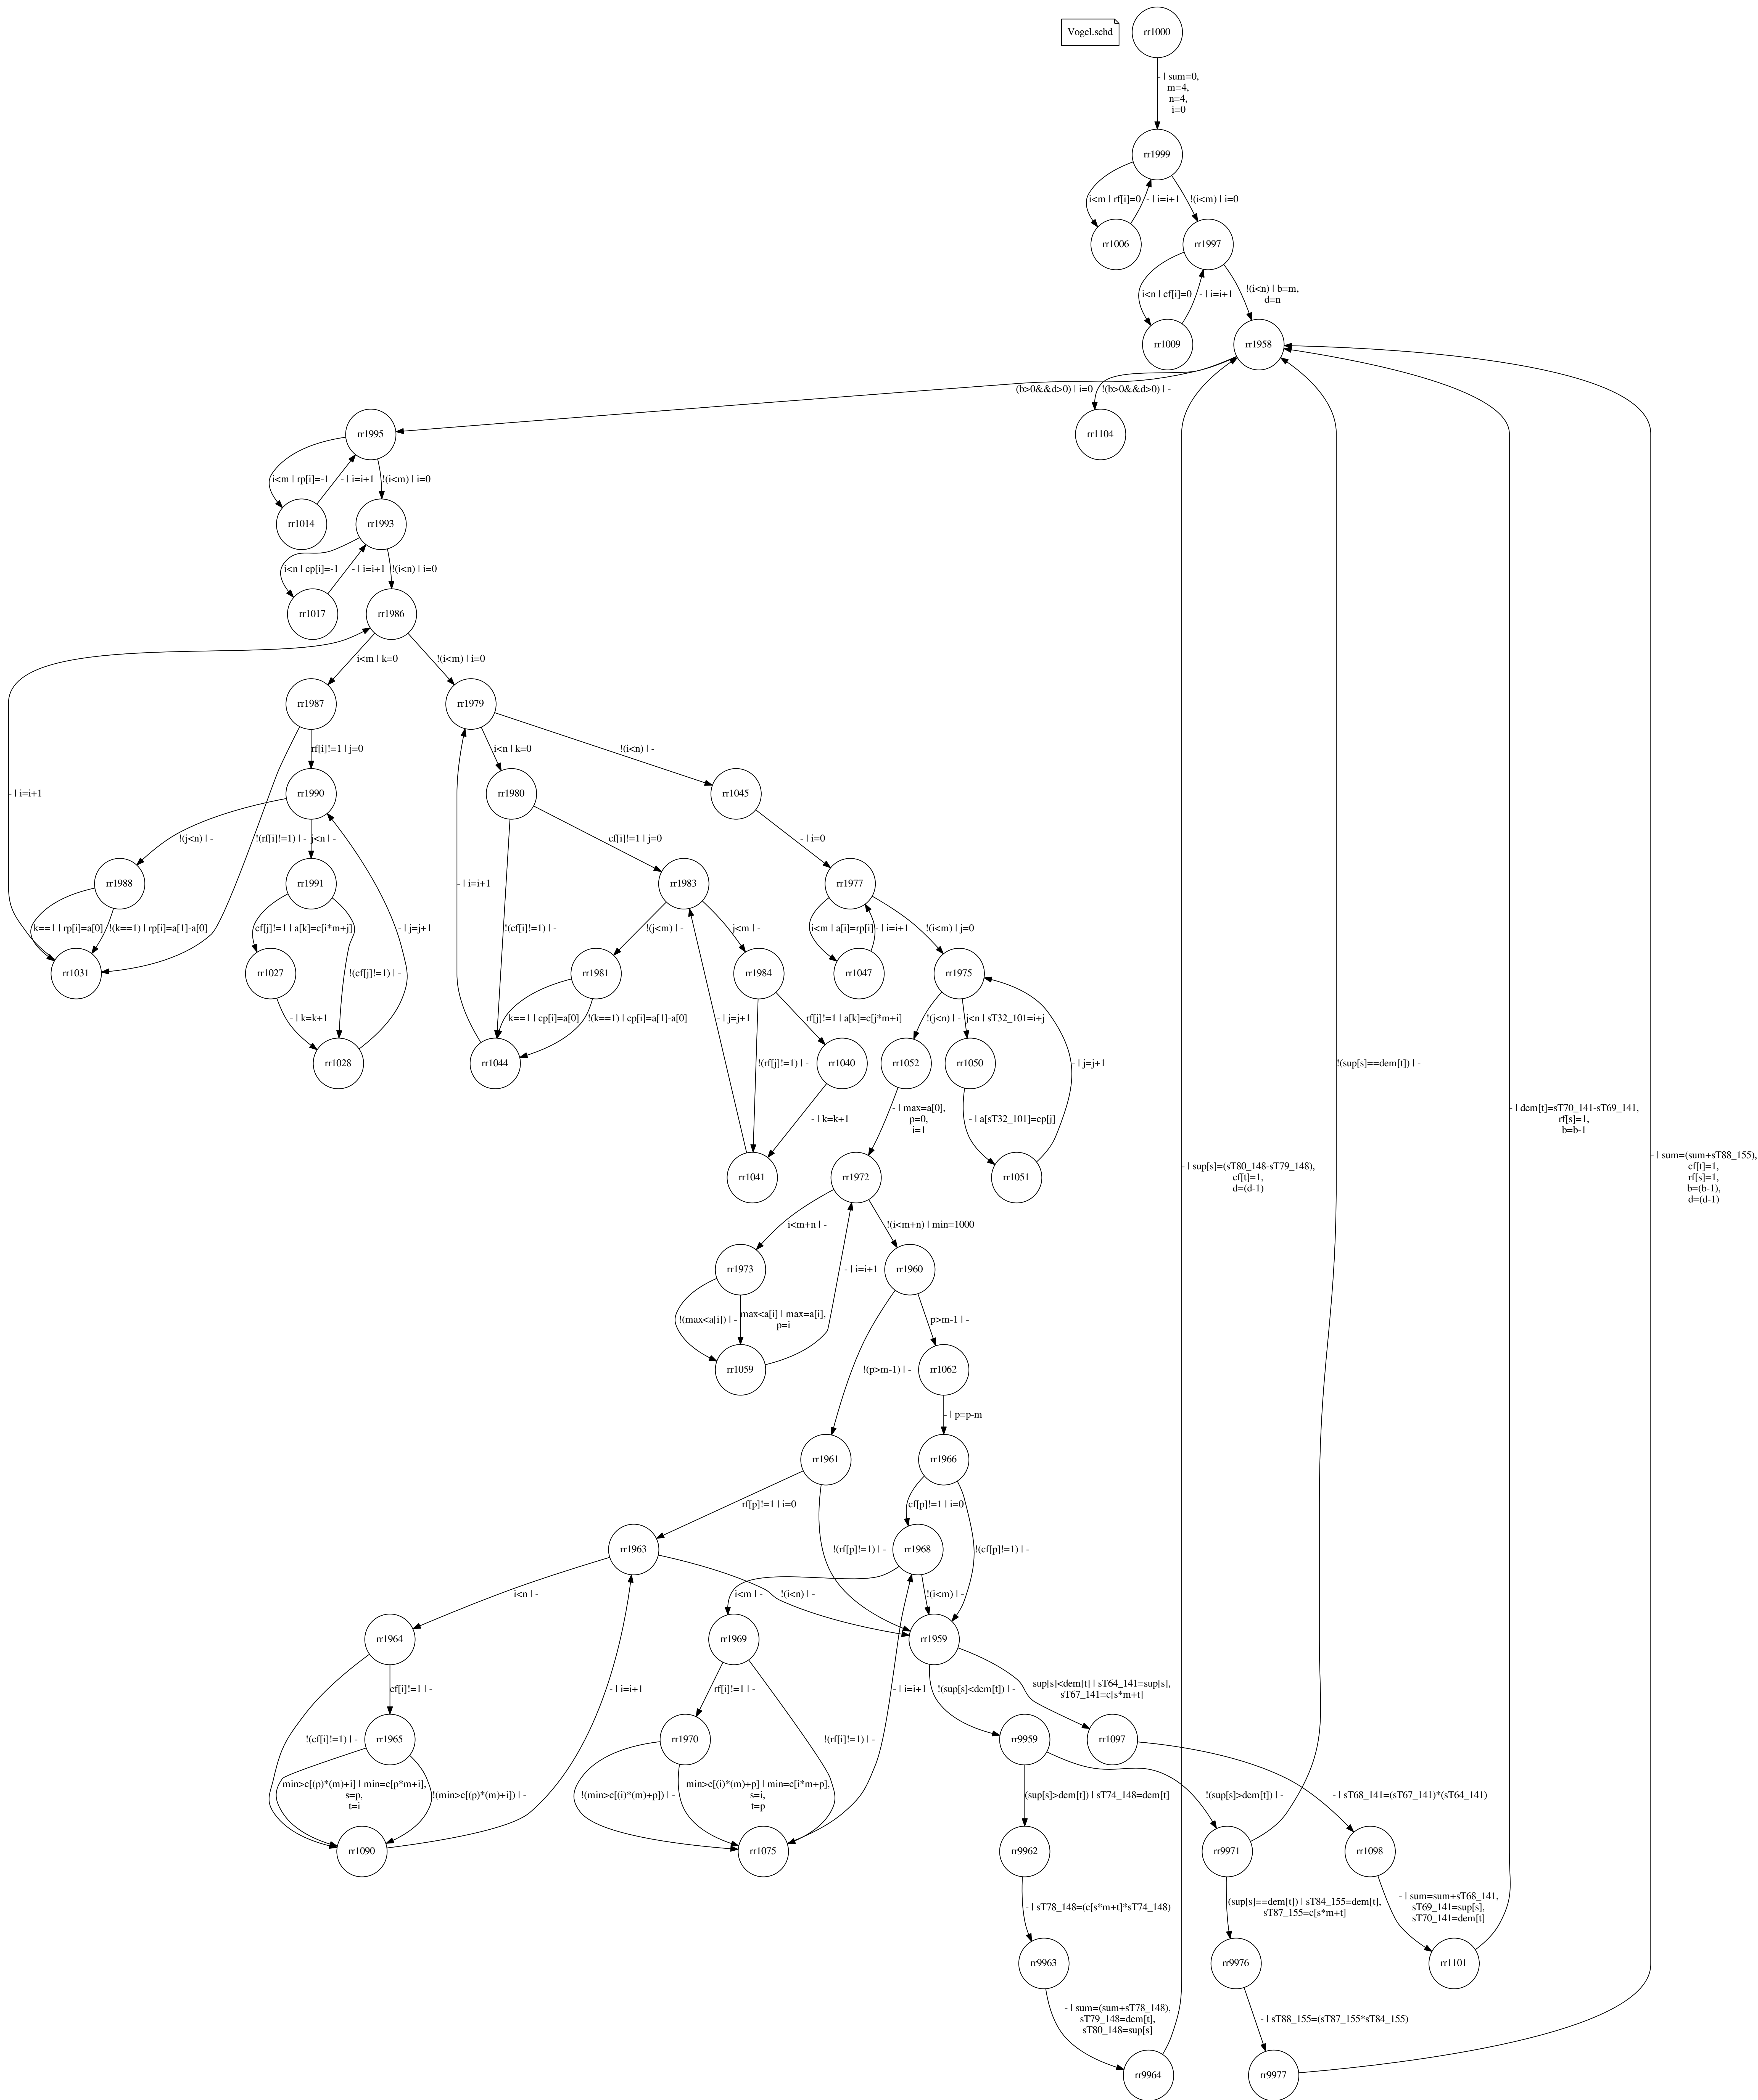 Vogel.schd
rr1000
- | sum=0,
m=4,
n=4,
i=0
rr1999
i<m | rf[i]=0
- | i=i+1
!(i<m) | i=0
rr1006
rr1997
i<n | cf[i]=0
- | i=i+1
!(i<n) | b=m,
d=n
rr1009
rr1958
(b>0&&d>0) | i=0
!(b>0&&d>0) | -
rr1995
rr1104
i<m | rp[i]=-1
- | i=i+1
!(i<m) | i=0
rr1014
rr1993
i<n | cp[i]=-1
- | i=i+1
!(i<n) | i=0
rr1017
rr1986
i<m | k=0
!(i<m) | i=0
rr1987
rr1979
rf[i]!=1 | j=0
i<n | k=0
!(i<n) | -
- | i=i+1
rr1990
rr1980
rr1045
!(j<n) | -
!(rf[i]!=1) | -
j<n | -
cf[i]!=1 | j=0
- | i=0
rr1988
rr1991
- | i=i+1
rr1983
rr1977
k==1 | rp[i]=a[0]
!(k==1) | rp[i]=a[1]-a[0]
cf[j]!=1 | a[k]=c[i*m+j]
- | j=j+1
!(cf[i]!=1) | -
!(j<m) | -
j<m | -
i<m | a[i]=rp[i]
- | i=i+1
!(i<m) | j=0
rr1031
rr1027
!(cf[j]!=1) | -
rr1981
rr1984
rr1047
rr1975
- | k=k+1
k==1 | cp[i]=a[0]
!(k==1) | cp[i]=a[1]-a[0]
- | j=j+1
rf[j]!=1 | a[k]=c[j*m+i]
!(j<n) | -
j<n | sT32_101=i+j
rr1028
rr1044
!(rf[j]!=1) | -
rr1040
rr1052
rr1050
- | j=j+1
!(sup[s]==dem[t]) | -
- | k=k+1
- | max=a[0],
p=0,
i=1
- | a[sT32_101]=cp[j]
- | dem[t]=sT70_141-sT69_141,
rf[s]=1,
b=b-1
rr1041
rr1972
rr1051
- | sup[s]=(sT80_148-sT79_148),
cf[t]=1,
d=(d-1)
- | sum=(sum+sT88_155),
cf[t]=1,
rf[s]=1,
b=(b-1),
d=(d-1)
i<m+n | -
!(i<m+n) | min=1000
rr1973
- | i=i+1
rr1960
!(max<a[i]) | -
max<a[i] | max=a[i],
p=i
p>m-1 | -
rr1059
!(p>m-1) | -
rr1062
- | p=p-m
rr1961
rr1966
rf[p]!=1 | i=0
cf[p]!=1 | i=0
rr1963
!(rf[p]!=1) | -
rr1968
!(cf[p]!=1) | -
i<n | -
!(i<n) | -
i<m | -
!(i<m) | -
rr1964
rr1969
rr1959
cf[i]!=1 | -
- | i=i+1
rf[i]!=1 | -
- | i=i+1
!(sup[s]<dem[t]) | -
sup[s]<dem[t] | sT64_141=sup[s],
sT67_141=c[s*m+t]
!(cf[i]!=1) | -
rr1965
rr1970
!(rf[i]!=1) | -
rr9959
rr1097
min>c[(p)*(m)+i] | min=c[p*m+i],
s=p,
t=i
!(min>c[(p)*(m)+i]) | -
!(min>c[(i)*(m)+p]) | -
min>c[(i)*(m)+p] | min=c[i*m+p],
s=i,
t=p
(sup[s]>dem[t]) | sT74_148=dem[t]
!(sup[s]>dem[t]) | -
- | sT68_141=(sT67_141)*(sT64_141)
rr1090
rr1075
rr9962
rr9971
rr1098
- | sT78_148=(c[s*m+t]*sT74_148)
(sup[s]==dem[t]) | sT84_155=dem[t],
sT87_155=c[s*m+t]
- | sum=sum+sT68_141,
sT69_141=sup[s],
sT70_141=dem[t]
rr9963
rr9976
rr1101
- | sum=(sum+sT78_148),
sT79_148=dem[t],
sT80_148=sup[s]
- | sT88_155=(sT87_155*sT84_155)
rr9964
rr9977